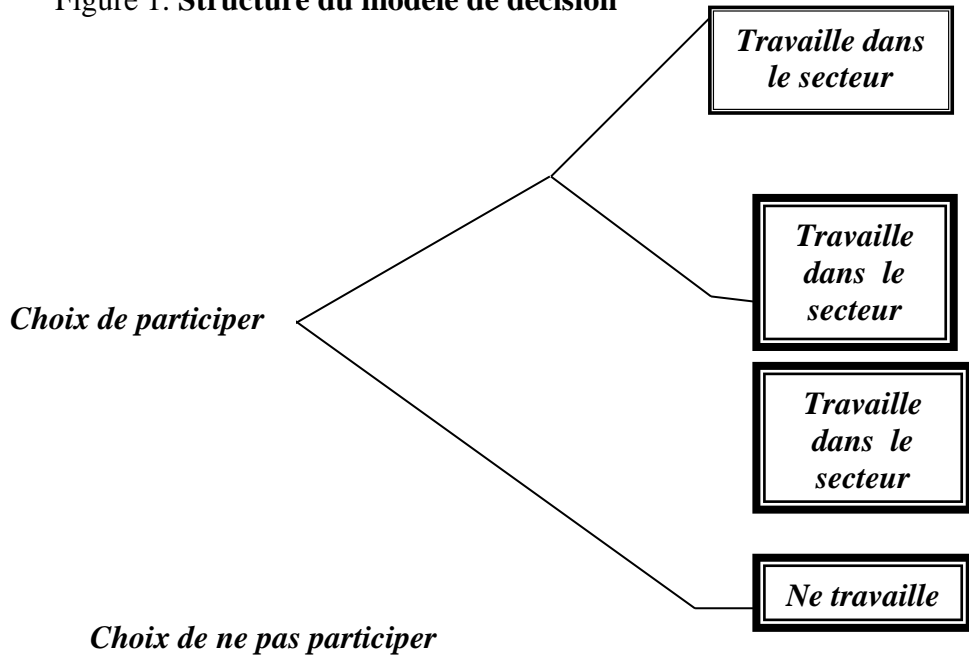 Figure 1. Structure du modèle de décision
Travaille dans
le secteur
Travaille
dans le
secteur
Choix de participer
Travaille
dans le
secteur
Ne travaille
Choix de ne pas participer